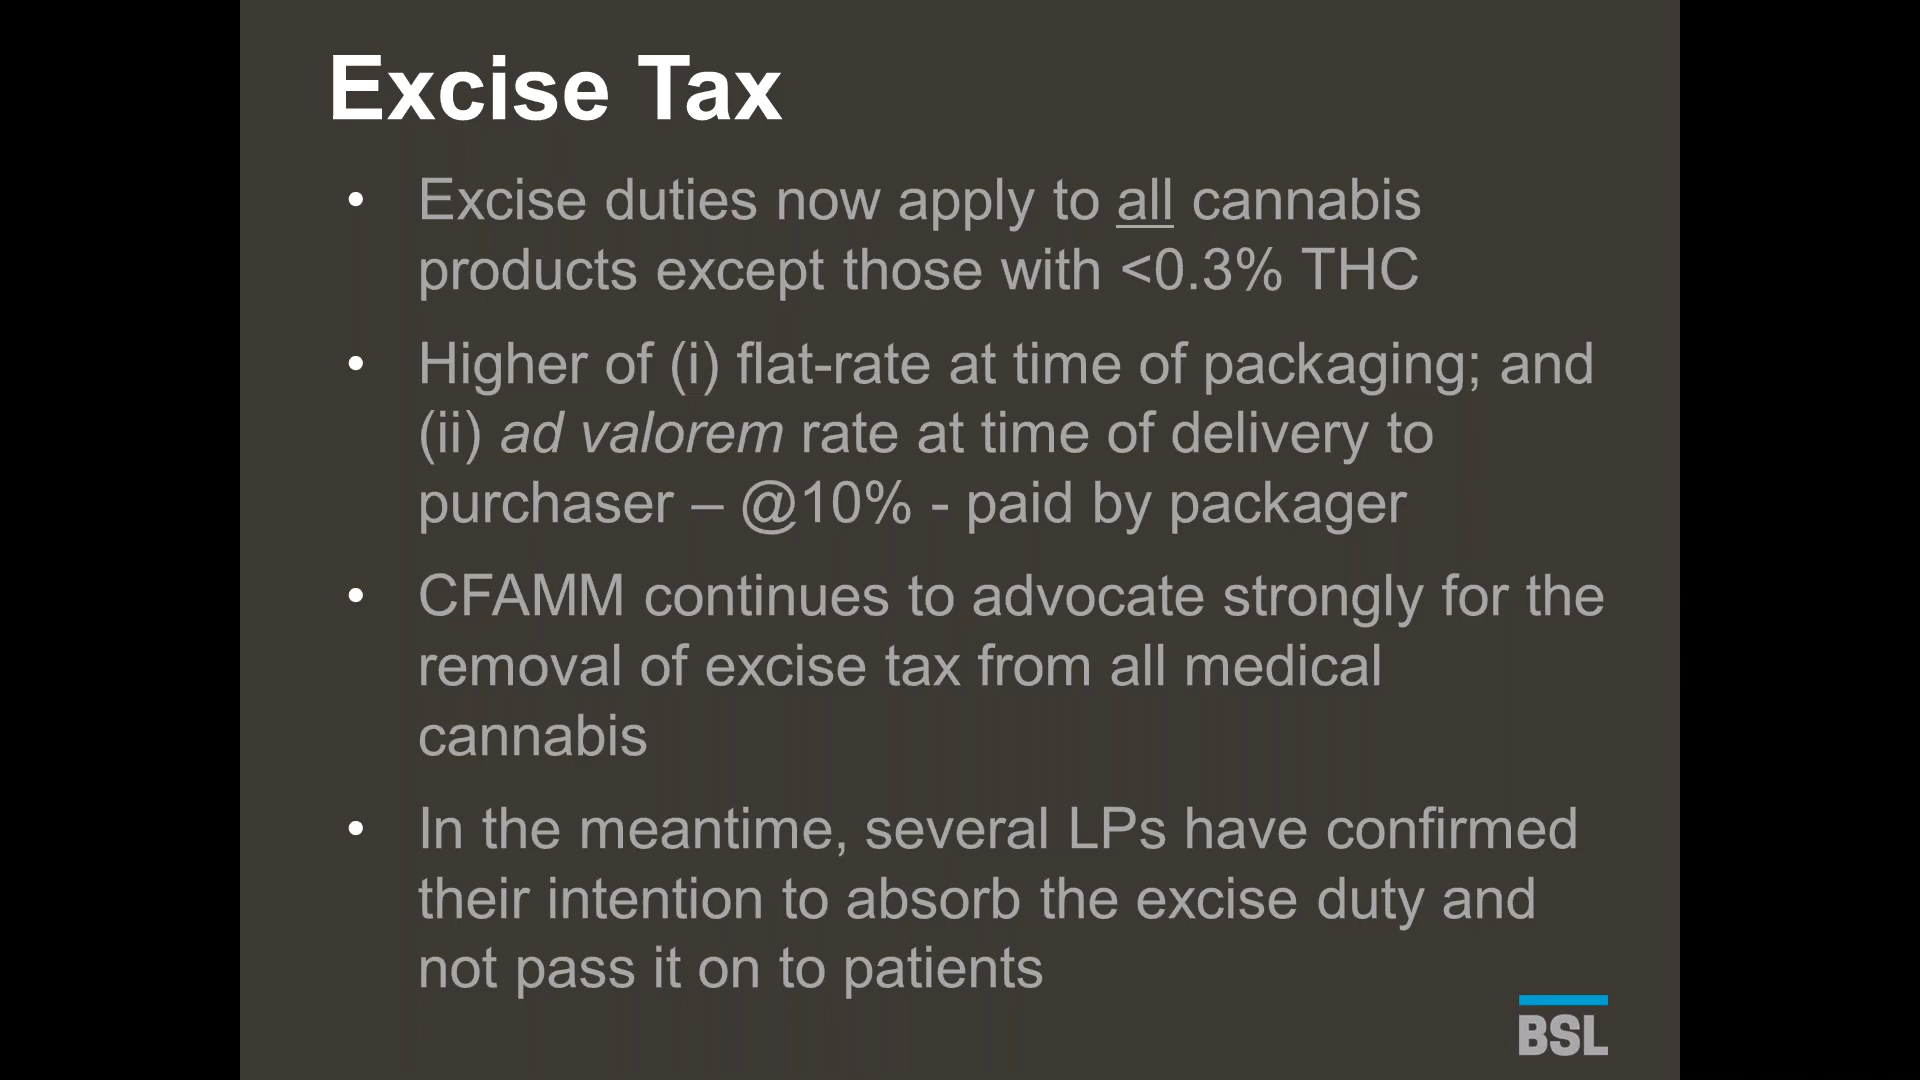 Excise Tax
• Excise duties now apply to all cannabis
products except those with <0.3% THC
• Higher of (i) flat-rate at time of packaging; and
(ii) ad valorem rate at time of delivery to
purchaser – @10% - paid by packager
• CFAMM continues to advocate strongly for the
removal of excise tax from all medical
cannabis
• In the meantime, several LPs have confirmed
their intention to absorb the excise duty and
not pass it on to patients
BSL